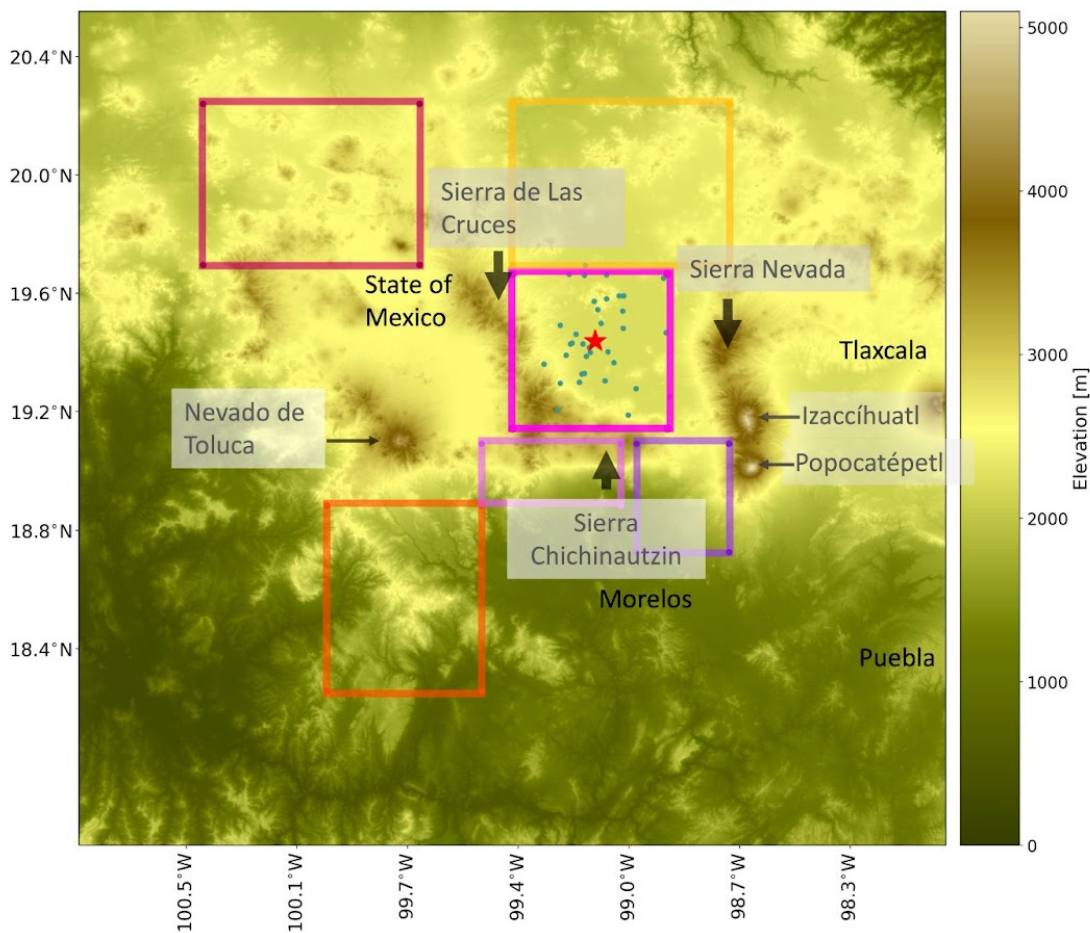 20.4°N
20.0°N
19.6°N
19.2°N
18.8°N
18.4°N
Sierra de Las
Cruces
State of
Mexico
Sierra Nevada
Tlaxcala
Nevado de
Toluca
Izaccíhuatl
Popocatépetl
Sierra
Chichinautzin
Morelos
Puebla
100.5°W
100.1°W
99.7°W
99.4°W
99.0°W
98.7°W
98.3°W
5000
4000
3000
2000
1000
0
Elevation [m]